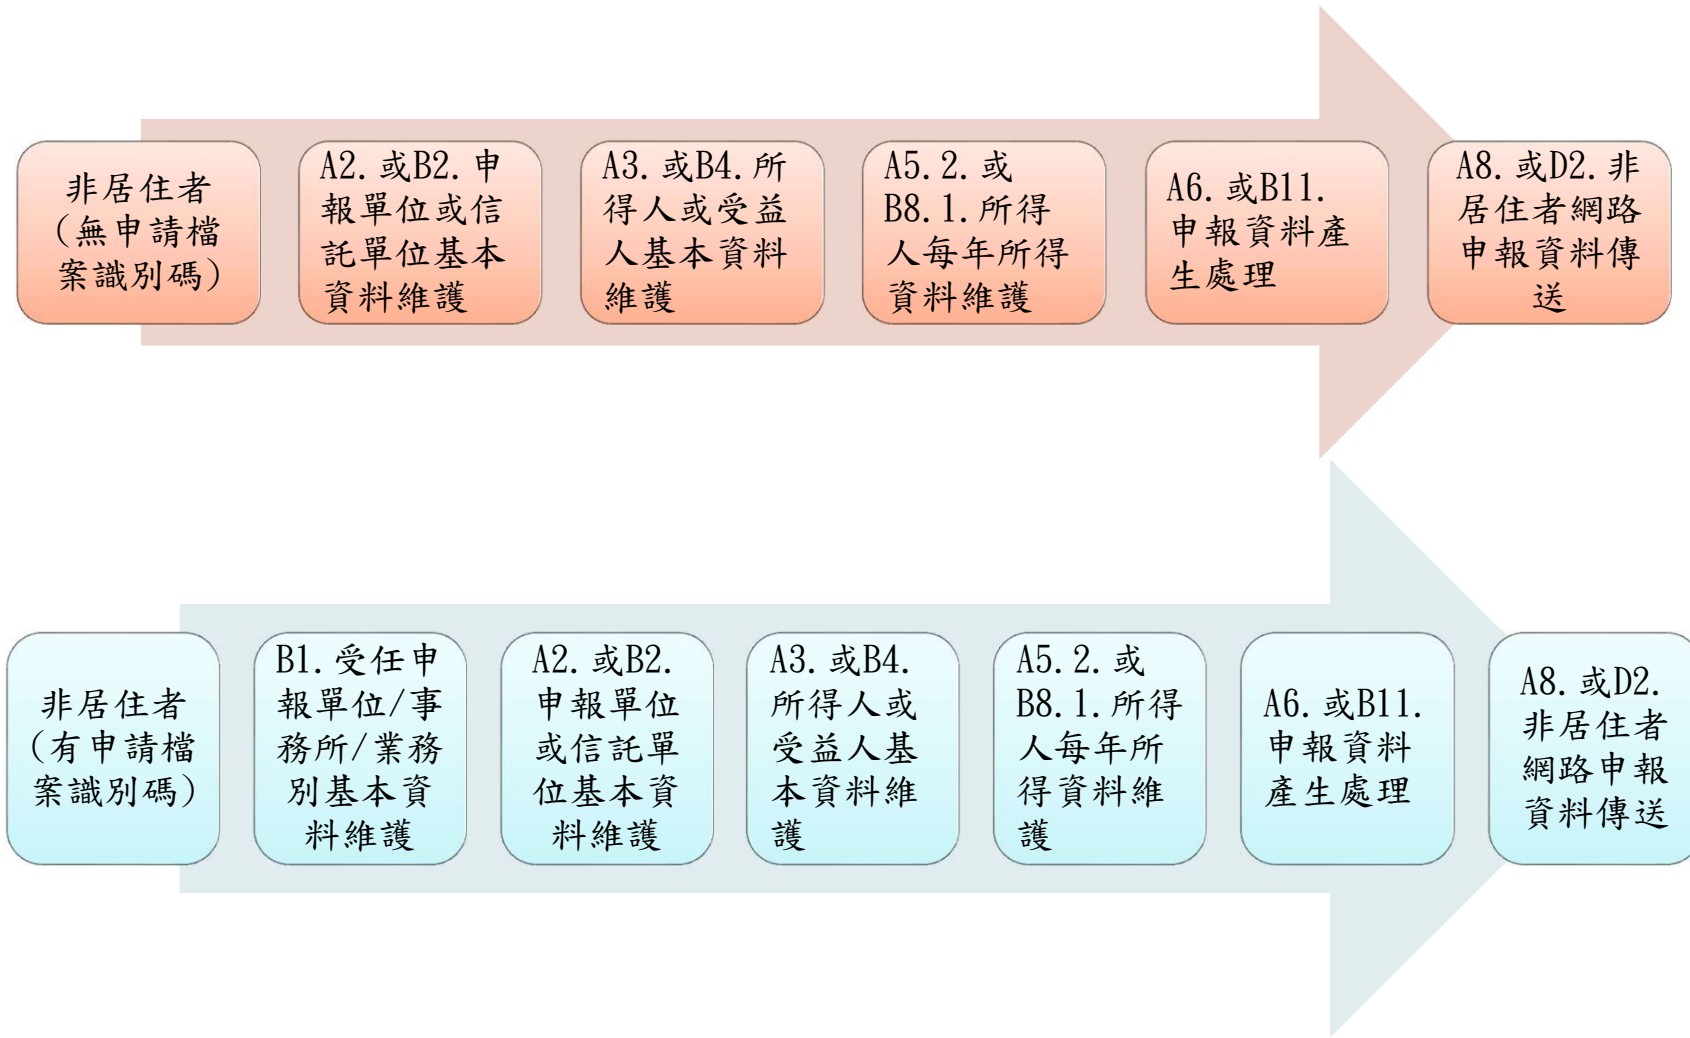 非居住者
(無申請檔
案識別碼)
A2.或B2.申
報單位或信
託單位基本
資料維護
A3.或B4.所
得人或受益
人基本資料
維護
A5.2.或
B8.1.所得
人每年所得
資料維護
A6.或B11.
申報資料產
生處理
A8.或D2.非
居住者網路
申報資料傳
送
非居住者
(有申請檔
案識別碼)
B1.受任申
報單位/事
務所/業務
別基本資
料維護
A2.或B2.
申報單位
或信託單
位基本資
料維護
A3.或B4.
所得人或
受益人基
本資料維
護
A5.2.或
B8.1.所得
人每年所
得資料維
護
A6.或B11.
申報資料
產生處理
A8.或D2.
非居住者
網路申報
資料傳送